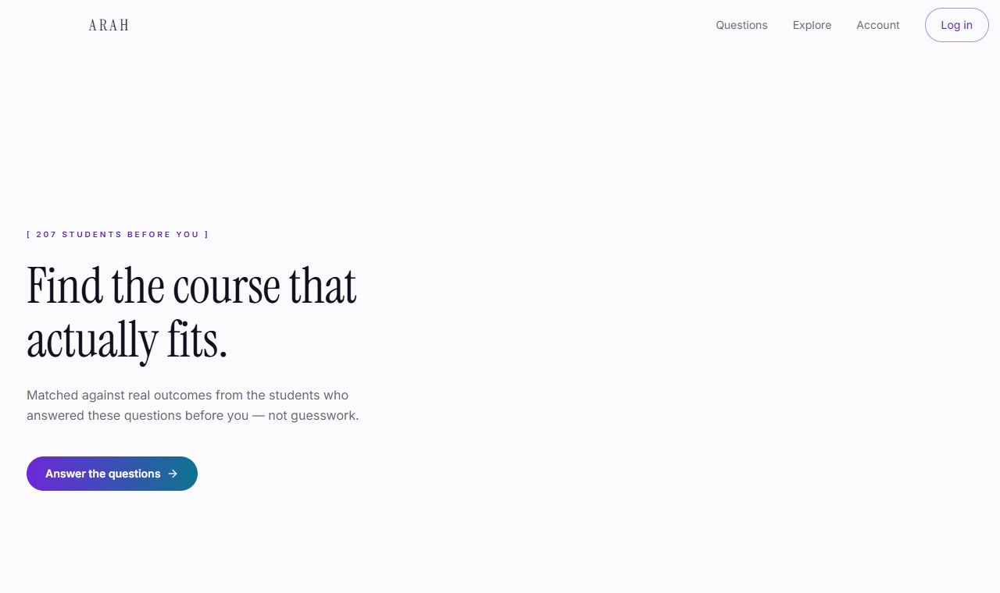 ARAH
Questions
Explore
Account
Log in
[ 207 STUDENTS BEFORE YOU ]
Find the course that
actually fits.
Matched against real outcomes from the students who
answered these questions before you — not guesswork.
Answer the questions →